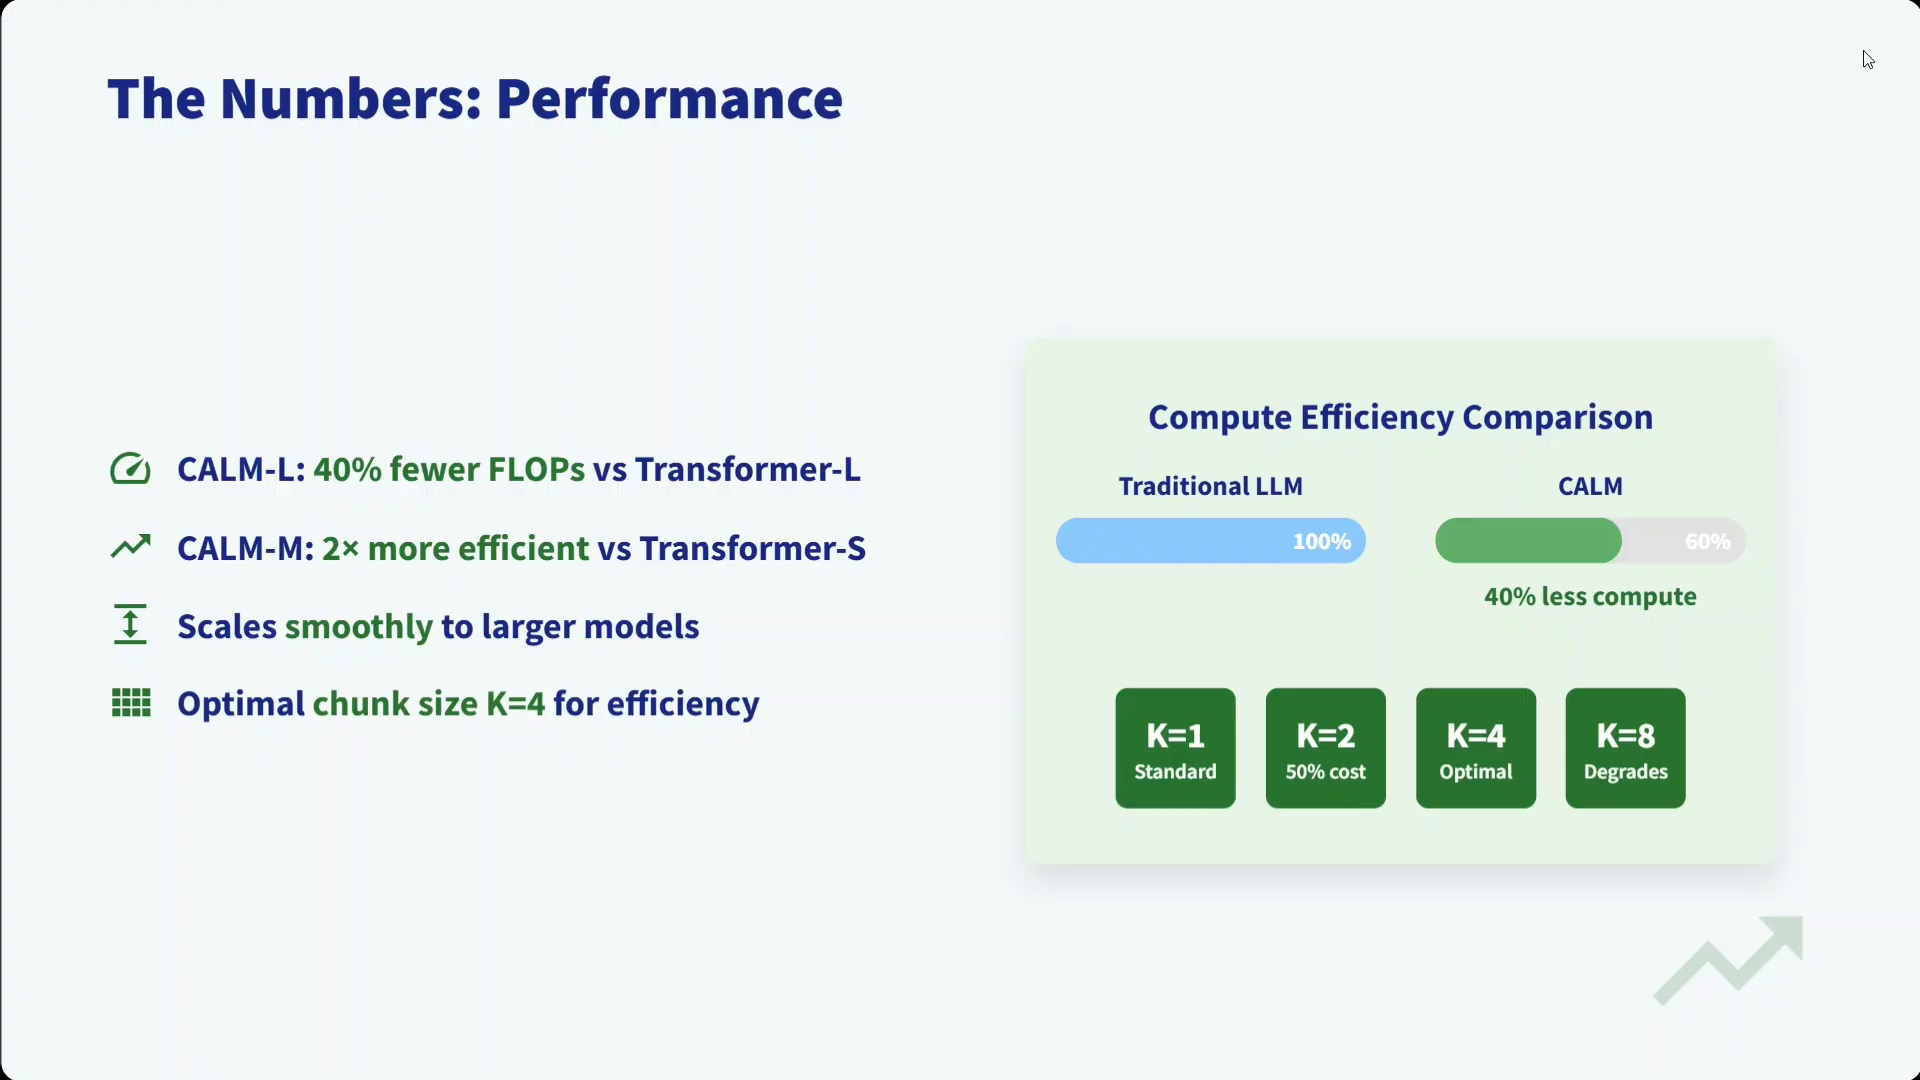 The Numbers: Performance
CALM-L: 40% fewer FLOPs vs Transformer-L
CALM-M: 2× more efficient vs Transformer-S
Scales smoothly to larger models
Optimal chunk size K=4 for efficiency
Compute Efficiency Comparison
Traditional LLM
100%
CALM
60%
40% less compute
K=1
Standard
K=2
50% cost
K=4
Optimal
K=8
Degrades